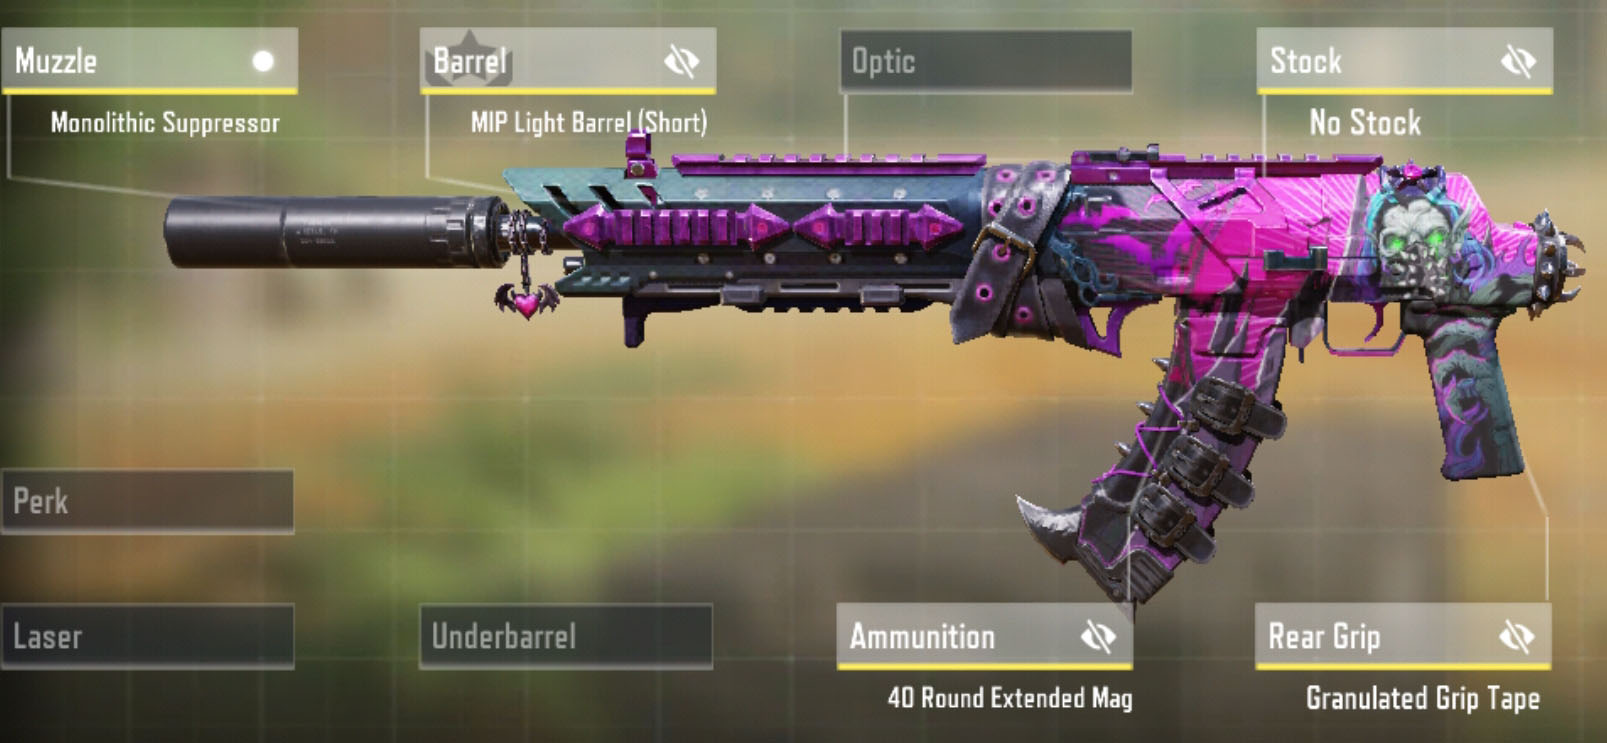 Muzzle
Barrel
Optic
Stock
Monolithic Suppressor
MIP Light Barrel (Short)
No Stock
Perk
Laser
Underbarrel
Ammunition
Rear Grip
40 Round Extended Mag
Granulated Grip Tape